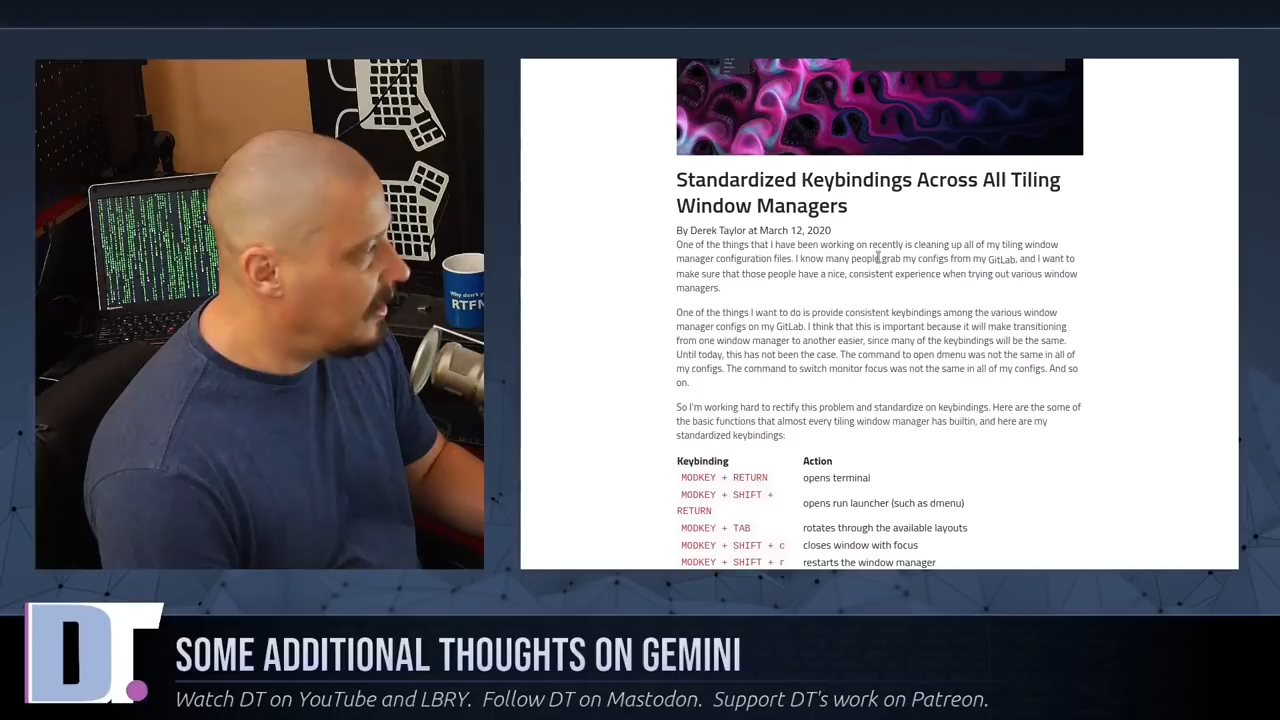 Why don't y
RTFM
Standardized Keybindings Across All Tiling
Window Managers
By Derek Taylor at March 12, 2020
One of the things that I have been working on recently is cleaning up all of my tiling window
manager configuration files. I know many people grab my configs from my GitLab, and I want to
make sure that those people have a nice, consistent experience when trying out various window
managers.
One of the things I want to do is provide consistent keybindings among the various window
manager configs on my GitLab. I think that this is important because it will make transitioning
from one window manager to another easier, since many of the keybindings will be the same.
Until today, this has not been the case. The command to open dmenu was not the same in all of
my configs. The command to switch monitor focus was not the same in all of my configs. And so
on.
So I'm working hard to rectify this problem and standardize on keybindings. Here are the some of
the basic functions that almost every tiling window manager has builtin, and here are my
standardized keybindings:
Keybinding Action
MODKEY + RETURN opens terminal
MODKEY + SHIFT +
RETURN opens run launcher (such as dmenu)
MODKEY + TAB rotates through the available layouts
MODKEY + SHIFT + c closes window with focus
MODKEY + SHIFT + r restarts the window manager
DT.
SOME ADDITIONAL THOUGHTS ON GEMINI
Watch DT on YouTube and LBRY. Follow DT on Mastodon. Support DT's work on Patreon.